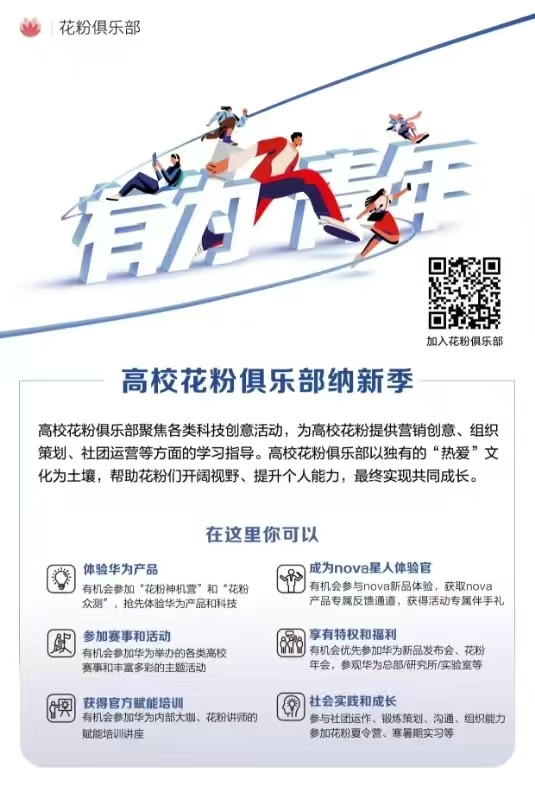 花粉俱乐部
有为青年
加入花粉俱乐部
高校花粉俱乐部纳新季
高校花粉俱乐部聚焦各类科技创意活动，为高校花粉提供营销创意、组织
策划、社团运营等方面的学习指导。高校花粉俱乐部以独有的“热爱”文
化为土壤，帮助花粉们开阔视野、提升个人能力，最终实现共同成长。
在这里你可以
体验华为产品
有机会参加“花粉神机营”和“花粉
众测”，抢先体验华为产品和科技
成为nova星人体验官
有机会参与nova新品体验，获取nova
产品专属反馈通道，获得活动专属伴手礼
参加赛事和活动
有机会参加华为举办的各类高校
赛事和丰富多彩的主题活动
享有特权和福利
有机会优先参加华为新品发布会、花粉
年会，参观华为总部/研究所/实验室等
获得官方赋能培训
有机会参加华为内部大咖、花粉讲师的
赋能培训讲座
社会实践和成长
参与社团运作、锻炼策划、沟通、组织能力
参加花粉夏令营、寒暑期实习等